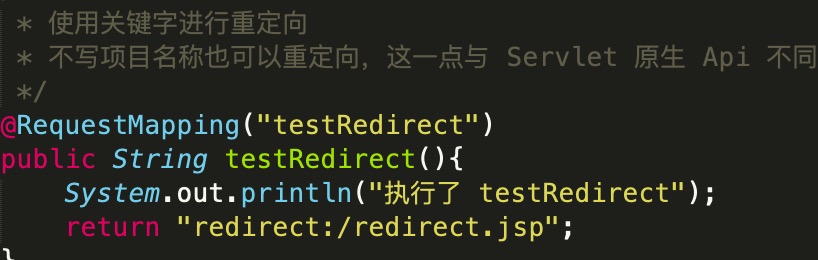 * 使用关键字进行重定向
* 不写项目名称也可以重定向，这一点与 Servlet 原生 Api 不同
*/
@RequestMapping("testRedirect")
public String testRedirect(){
System.out.println("执行了 testRedirect");
return "redirect:/redirect.jsp";
}